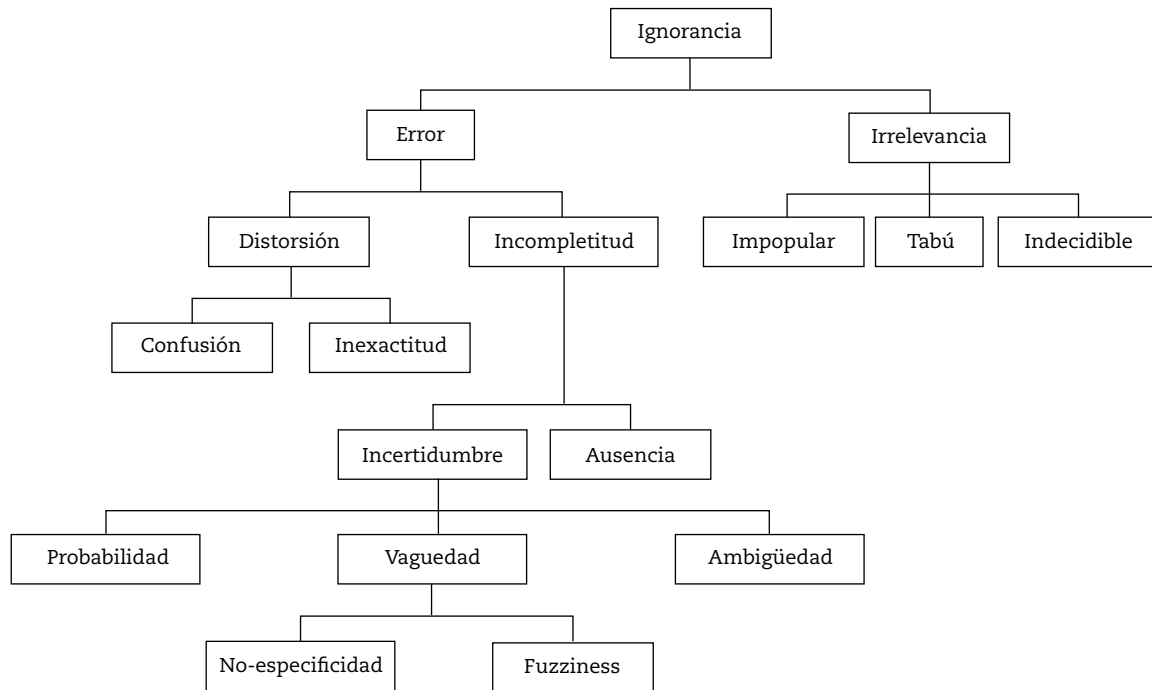 Ignorancia
Error
Irrelevancia
Distorsión
Incompletitud
Impopular
Tabú
Indecidible
Confusión
Inexactitud
Incertidumbre
Ausencia
Probabilidad
Vaguedad
Ambigüedad
No-especificidad
Fuzziness